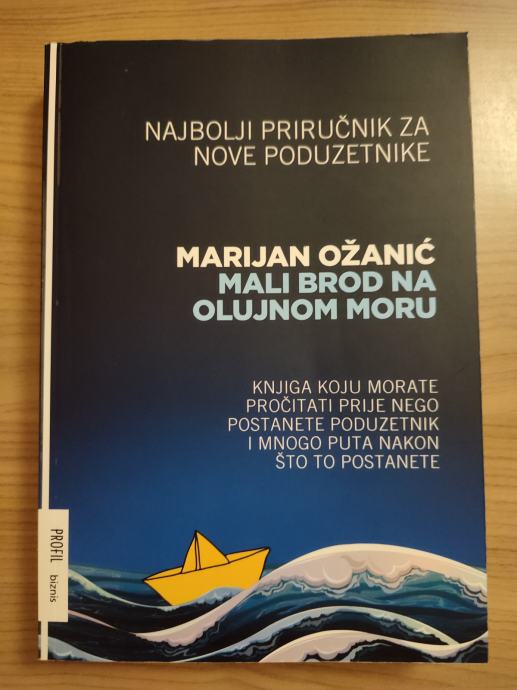 NAJBOLJI PRIRUČNIK ZA
NOVE PODUZETNIKE
MARIJAN OŽANIĆ
MALI BROD NA
OLUJNOM MORU
KNJIGA KOJU MORATE
PROČITATI PRIJE NEGO
POSTANETE PODUZETNIK
I MNOGO PUTA NAKON
ŠTO TO POSTANETE
PROFIL
biznis